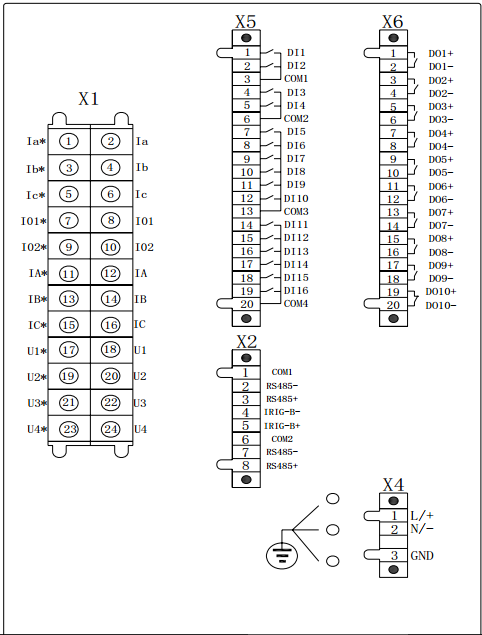 X1
Ia* 1 2 Ia
Ib* 3 4 Ib
Ic* 5 6 Ic
I01* 7 8 I01
I02* 9 10 I02
IA* 11 12 IA
IB* 13 14 IB
IC* 15 16 IC
U1* 17 18 U1
U2* 19 20 U2
U3* 21 22 U3
U4* 23 24 U4
X5
1 DI1
2 DI2
3 COM1
4 DI3
5 DI4
6 COM2
7 DI5
8 DI6
9 DI7
10 DI8
11 DI9
12 DI10
13 COM3
14 DI11
15 DI12
16 DI13
17 DI14
18 DI15
19 DI16
20 COM4
X6
1 DO1+
2 DO1-
3 DO2+
4 DO2-
5 DO3+
6 DO3-
7 DO4+
8 DO4-
9 DO5+
10 DO5-
11 DO6+
12 DO6-
13 DO7+
14 DO7-
15 DO8+
16 DO8-
17 DO9+
18 DO9-
19 DO10+
20 DO10-
X2
1 COM1
2 RS485-
3 RS485+
4 IRIG-B-
5 IRIG-B+
6 COM2
7 RS485-
8 RS485+
X4
1 L/+
2 N/-
3 GND